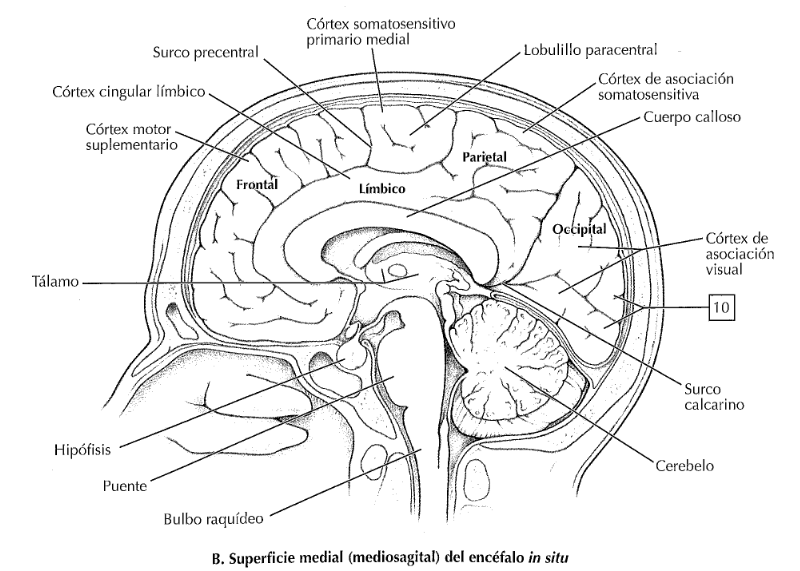 Córtex somatosensitivo
primario medial
Surco precentral
Lobulillo paracentral
Córtex cingular límbico
Córtex de asociación
somatosensitiva
Cuerpo calloso
Córtex motor
suplementario
Parietal
Frontal
Límbico
Occipital
Córtex de
asociación
visual
Tálamo
10
Surco
calcarino
Hipófisis
Cerebelo
Puente
Bulbo raquídeo
B. Superficie medial (mediosagital) del encéfalo in situ